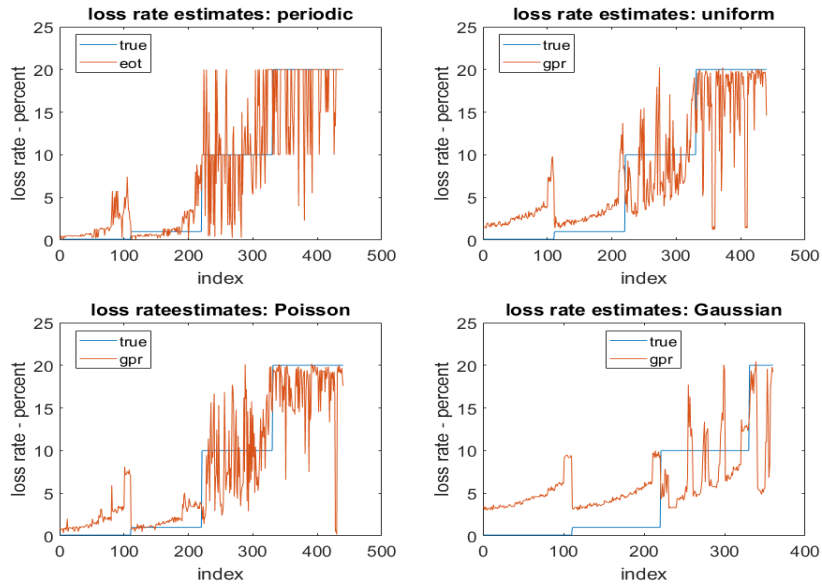 loss rate estimates: periodic
25
20
15
10
5
0
loss rate - percent
true
eot
0 100 200 300 400 500
index
loss rate estimates: uniform
25
20
15
10
5
0
loss rate - percent
true
gpr
0 100 200 300 400 500
index
loss rateestimates: Poisson
25
20
15
10
5
0
loss rate - percent
true
gpr
0 100 200 300 400 500
index
loss rate estimates: Gaussian
25
20
15
10
5
0
loss rate - percent
true
gpr
0 100 200 300 400
index